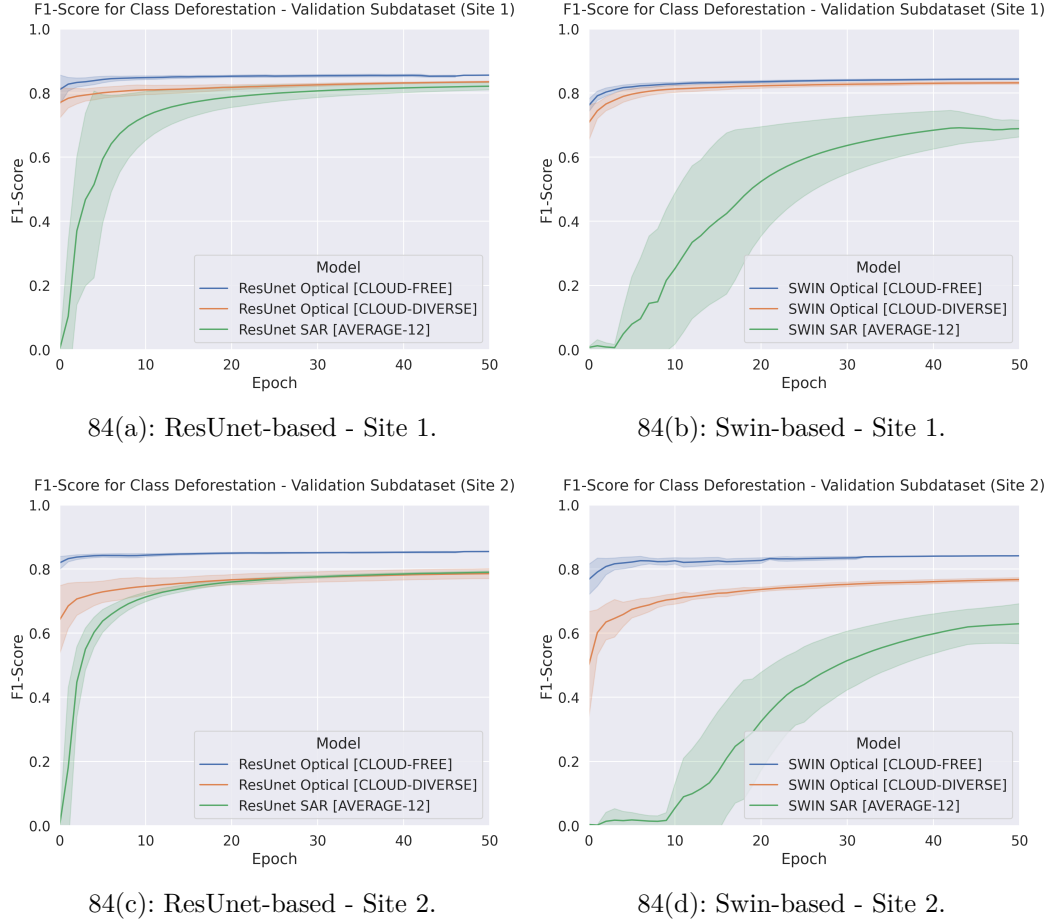 F1-Score for Class Deforestation - Validation Subdataset (Site 1)
1.0
0.8
0.6
0.4
0.2
0.0
F1-Score
0 10 20 30 40 50
Epoch
Model
ResUnet Optical [CLOUD-FREE]
ResUnet Optical [CLOUD-DIVERSE]
ResUnet SAR [AVERAGE-12]
84(a): ResUnet-based - Site 1.
F1-Score for Class Deforestation - Validation Subdataset (Site 1)
1.0
0.8
0.6
0.4
0.2
0.0
F1-Score
0 10 20 30 40 50
Epoch
Model
SWIN Optical [CLOUD-FREE]
SWIN Optical [CLOUD-DIVERSE]
SWIN SAR [AVERAGE-12]
84(b): Swin-based - Site 1.
F1-Score for Class Deforestation - Validation Subdataset (Site 2)
1.0
0.8
0.6
0.4
0.2
0.0
F1-Score
0 10 20 30 40 50
Epoch
Model
ResUnet Optical [CLOUD-FREE]
ResUnet Optical [CLOUD-DIVERSE]
ResUnet SAR [AVERAGE-12]
84(c): ResUnet-based - Site 2.
F1-Score for Class Deforestation - Validation Subdataset (Site 2)
1.0
0.8
0.6
0.4
0.2
0.0
F1-Score
0 10 20 30 40 50
Epoch
Model
SWIN Optical [CLOUD-FREE]
SWIN Optical [CLOUD-DIVERSE]
SWIN SAR [AVERAGE-12]
84(d): Swin-based - Site 2.